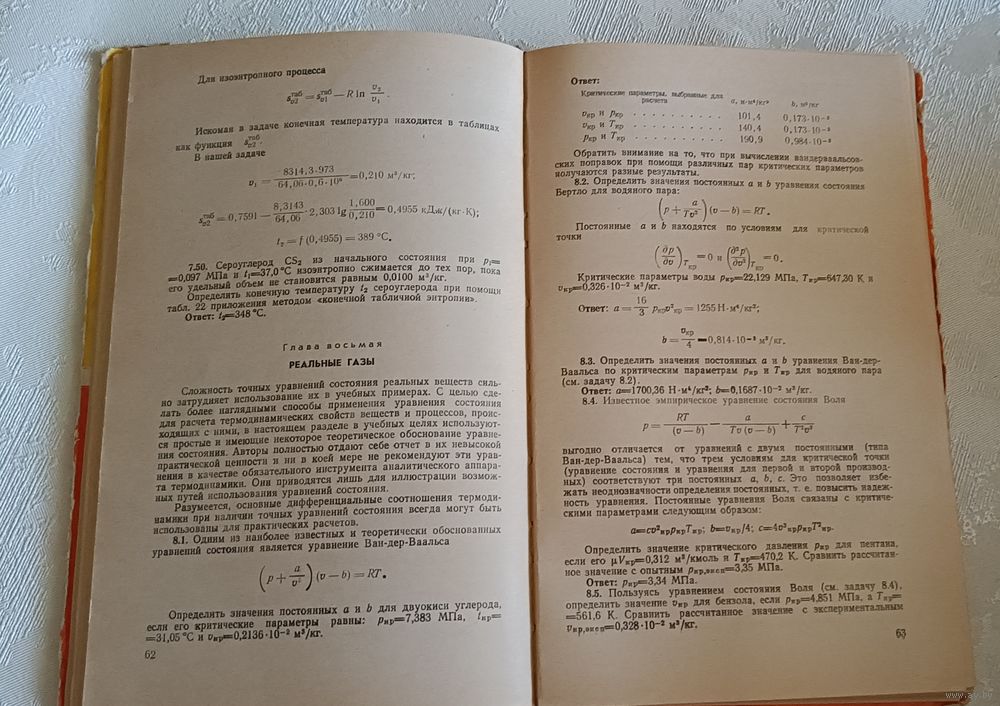 Для изоэнтропного процесса
s^таб_υ2 = s^таб_υ1 — R ln υ₂/υ₁ .
Искомая в задаче конечная температура находится в таблицах
как функция s^таб_υ2.
В нашей задаче
υ₁ = 8314,3·973/64,06·0,6·10⁶ = 0,210 м³/кг;
s^таб_υ2 = 0,7591 — 8,3143/64,06 · 2,303 lg 1,600/0,210 = 0,4955 кДж/(кг·К);
t₂ = f (0,4955) = 389 °С.
7.50. Сероуглерод CS₂ из начального состояния при p₁=
=0,097 МПа и t₁=37,0°С изоэнтропно сжимается до тех пор, пока
его удельный объем не становится равным 0,0100 м³/кг.
Определить конечную температуру t₂ сероуглерода при помощи
табл. 22 приложения методом «конечной табличной энтропии».
Ответ: t₂=348°С.
Глава восьмая
РЕАЛЬНЫЕ ГАЗЫ
Сложность точных уравнений состояния реальных веществ силь-
но затрудняет использование их в учебных примерах. С целью сде-
лать более наглядными способы применения уравнения состояния
для расчета термодинамических свойств веществ и процессов, проис-
ходящих с ними, в настоящем разделе в учебных целях используют-
ся простые и имеющие некоторое теоретическое обоснование уравне-
ния состояния. Авторы полностью отдают себе отчет в их невысокой
практической ценности и ни в коей мере не рекомендуют эти урав-
нения в качестве обязательного инструмента аналитического аппара-
та термодинамики. Они приводятся лишь для иллюстрации возмож-
ных путей использования уравнений состояния.
Разумеется, основные дифференциальные соотношения термоди-
намики при наличии точных уравнений состояния всегда могут быть
использованы для практических расчетов.
8.1. Одним из наиболее известных и теоретически обоснованных
уравнений состояния является уравнение Ван-дер-Ваальса
(p + a/υ²) (υ — b) = RT.
Определить значения постоянных a и b для двуокиси углерода,
если его критические параметры равны: pкр=7,383 МПа, tкр=
=31,05 °С и υкр=0,2136·10⁻² м³/кг.
62
Ответ:
Критические параметры, выбранные для
расчета a, Н·м⁴/кг² b, м³/кг
υкр и pкр . . . . . . . . . . 101,4 0,173·10⁻³
υкр и Tкр . . . . . . . . . . 140,4 0,173·10⁻³
pкр и Tкр . . . . . . . . . . 190,9 0,984·10⁻³
Обратить внимание на то, что при вычислении вандерваальсов-
ских поправок при помощи различных пар критических параметров
получаются разные результаты.
8.2. Определить значения постоянных a и b уравнения состояния
Бертло для водяного пара:
(p + a/Tυ²) (υ — b) = RT.
Постоянные a и b находятся по условиям для критической
точки
(∂p/∂υ)Tкр = 0 и (∂²p/∂υ²)Tкр = 0.
Критические параметры воды pкр=22,129 МПа, Tкр=647,30 К и
υкр=0,326·10⁻² м³/кг.
Ответ: a = 16/3 pкрυ²кр = 1255 Н·м⁴/кг²;
b = υкр/4 = 0,814·10⁻³ м³/кг.
8.3. Определить значения постоянных a и b уравнения Ван-дер-
Ваальса по критическим параметрам pкр и Tкр для водяного пара
(см. задачу 8.2).
Ответ: a=1700,36 Н·м⁴/кг²; b=0,1687·10⁻² м³/кг.
8.4. Известное эмпирическое уравнение состояния Воля
p = RT/(υ — b) — a/Tυ (υ — b) + c/T²υ³
выгодно отличается от уравнений с двумя постоянными (типа
Ван-дер-Ваальса) тем, что трем условиям для критической точки
(уравнение состояния и уравнения для первой и второй производ-
ных) соответствуют три постоянных a, b, c. Это позволяет избе-
жать неоднозначности определения постоянных, т. е. повысить надеж-
ность уравнения. Постоянные уравнения Воля связаны с критиче-
скими параметрами следующим образом:
a=cυ²крpкрTкр; b=υкр/4; c=4υ³крpкрT²кр.
Определить значение критического давления pкр для пентана,
если его μVкр=0,312 м³/кмоль и Tкр=470,2 К. Сравнить рассчитан-
ное значение с опытным pкр,эксп=3,35 МПа.
Ответ: pкр=3,34 МПа.
8.5. Пользуясь уравнением состояния Воля (см. задачу 8.4),
определить значение υкр для бензола, если pкр=4,851 МПа, а Tкр=
=561,6 К. Сравнить рассчитанное значение с экспериментальным
υкр,эксп=0,328·10⁻² м³/кг.
63
www.ay.by